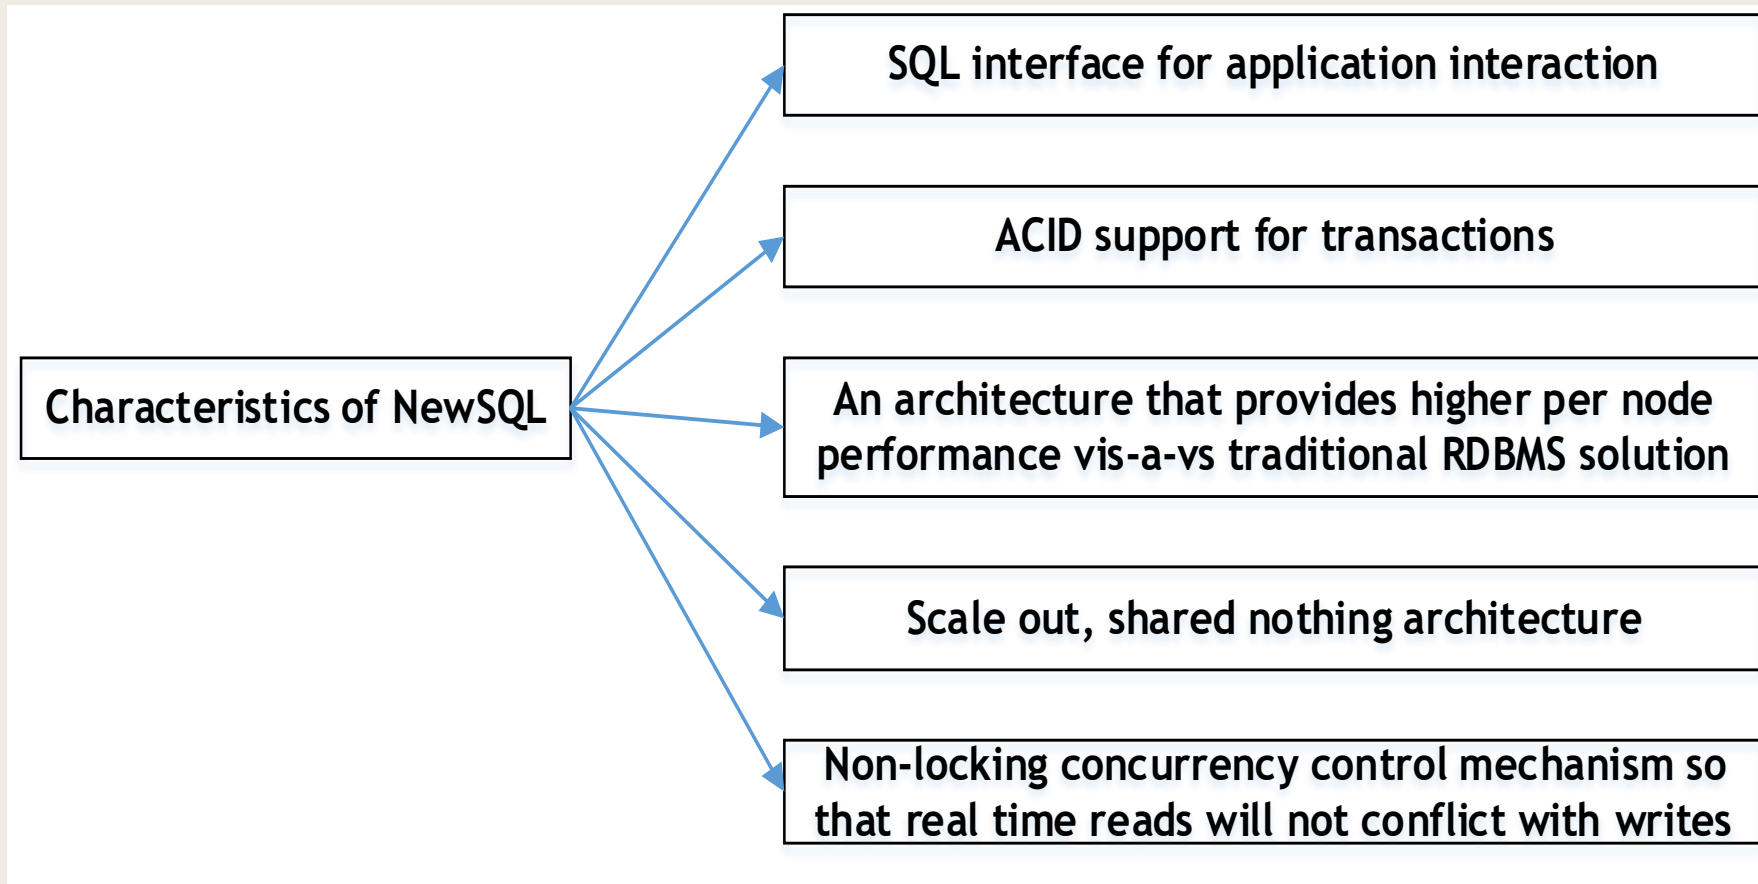 SQL interface for application interaction
ACID support for transactions
Characteristics of NewSQL
An architecture that provides higher per node
performance vis-a-vs traditional RDBMS solution
Scale out, shared nothing architecture
Non-locking concurrency control mechanism so
that real time reads will not conflict with writes